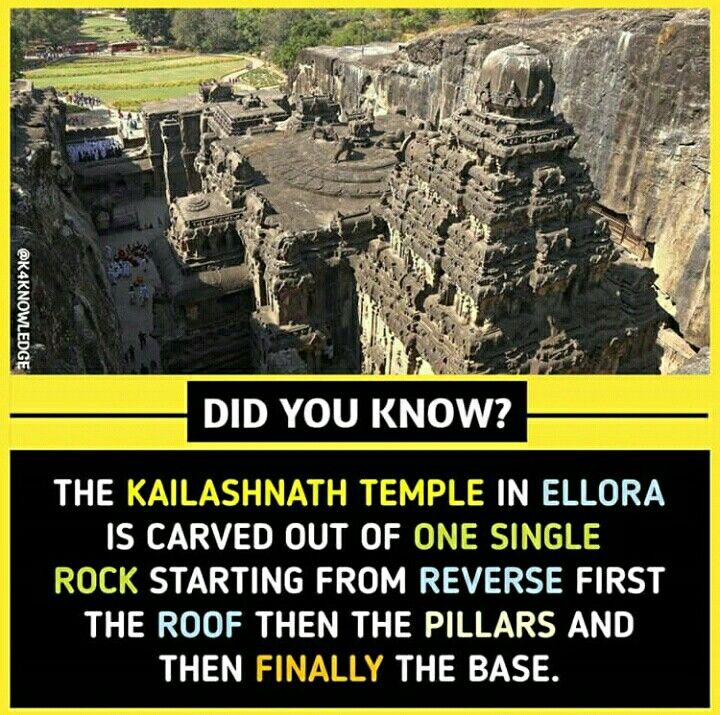 @K4KNOWLEDGE
DID YOU KNOW?
THE KAILASHNATH TEMPLE IN ELLORA
IS CARVED OUT OF ONE SINGLE
ROCK STARTING FROM REVERSE FIRST
THE ROOF THEN THE PILLARS AND
THEN FINALLY THE BASE.